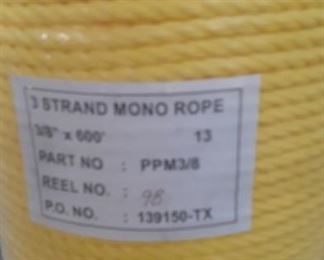 3 STRAND MONO ROPE
3/8" x 600' 13
PART NO : PPM3/8
REEL NO. : 98
P.O. NO. : 139150-TX